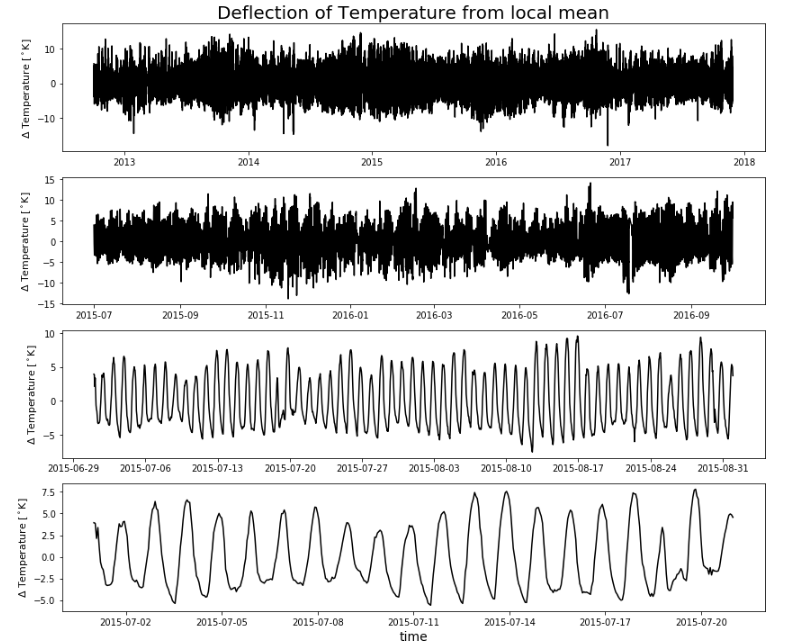 Deflection of Temperature from local mean
Δ Temperature [°K]
10
0
−10
2013 2014 2015 2016 2017 2018
Δ Temperature [°K]
15
10
5
0
−5
−10
−15
2015-07 2015-09 2015-11 2016-01 2016-03 2016-05 2016-07 2016-09
Δ Temperature [°K]
10
5
0
−5
2015-06-29 2015-07-06 2015-07-13 2015-07-20 2015-07-27 2015-08-03 2015-08-10 2015-08-17 2015-08-24 2015-08-31
Δ Temperature [°K]
7.5
5.0
2.5
0.0
−2.5
−5.0
2015-07-02 2015-07-05 2015-07-08 2015-07-11 2015-07-14 2015-07-17 2015-07-20
time